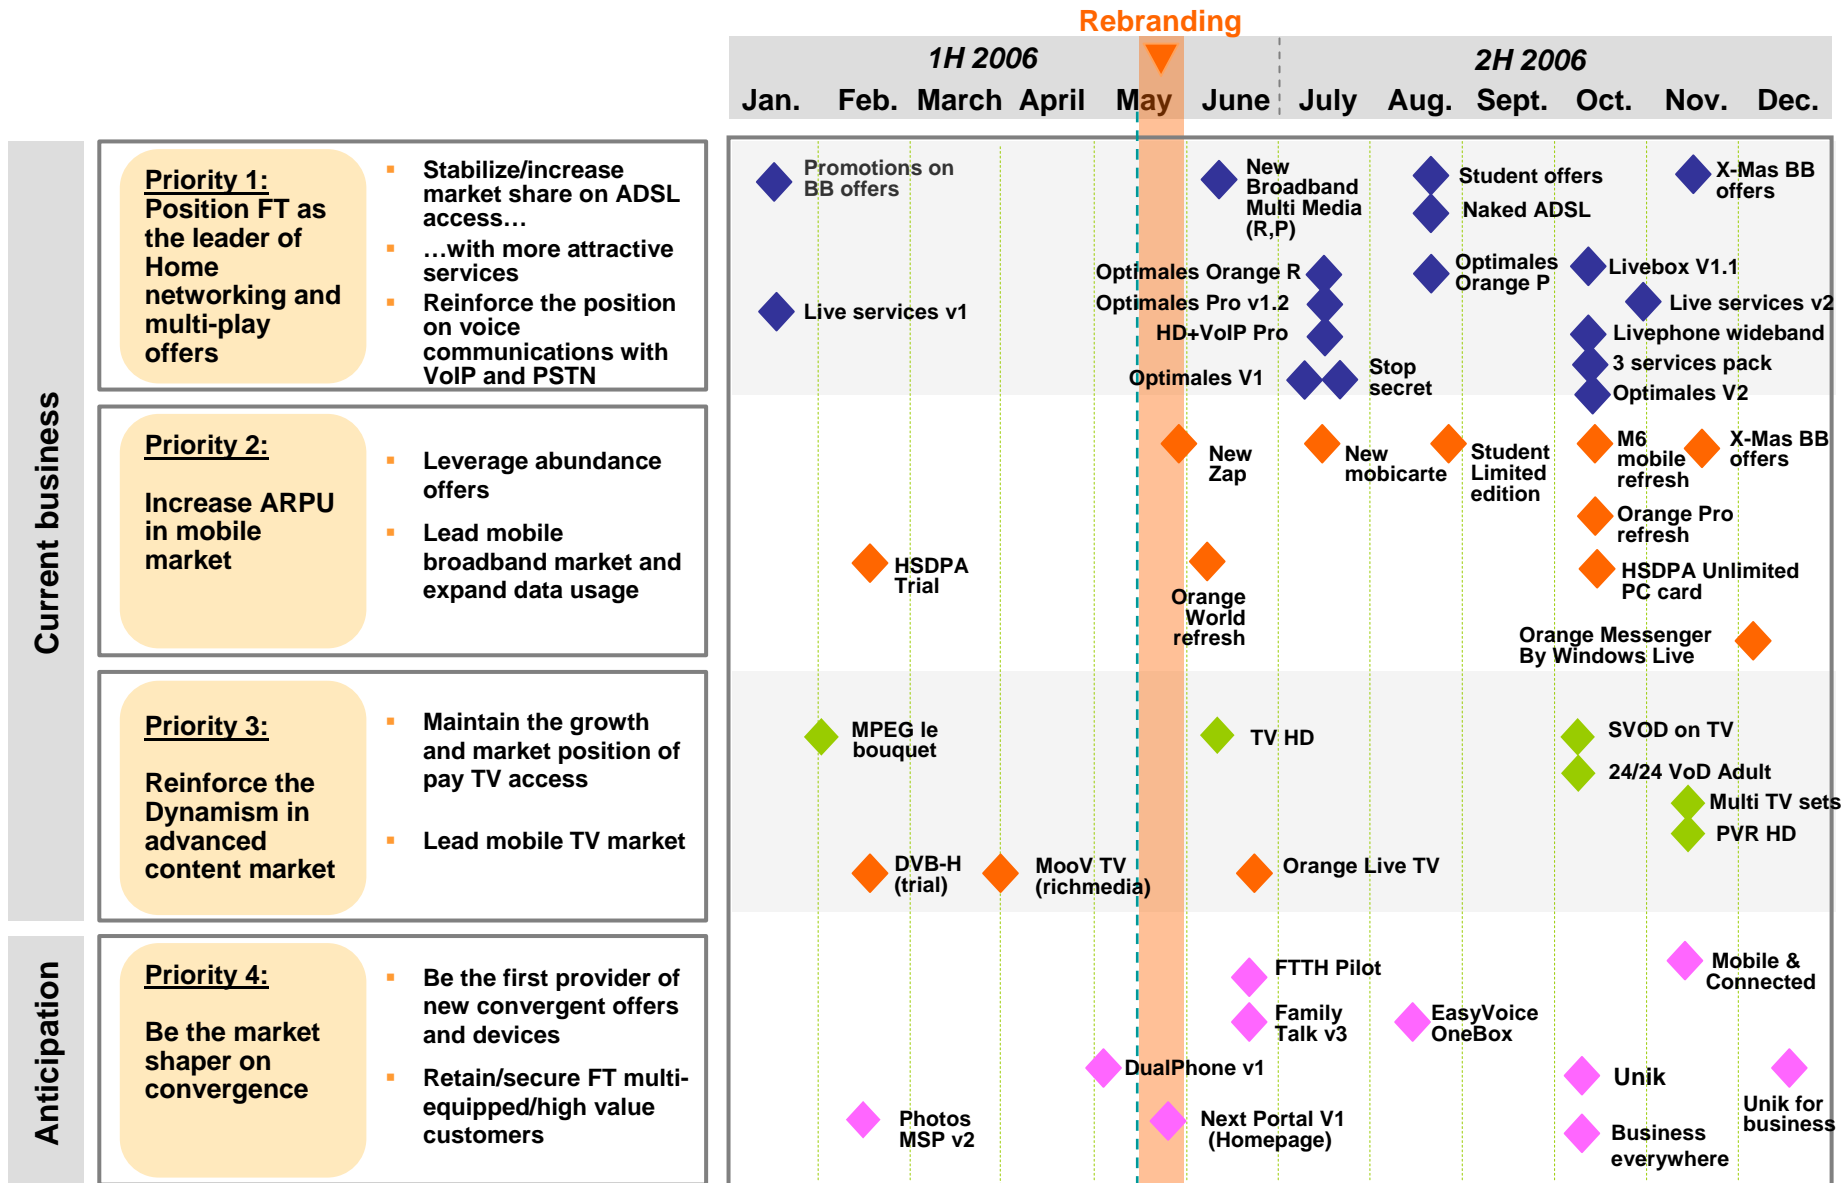 Rebranding
1H 2006
2H 2006
Jan. Feb. March April May June July Aug. Sept. Oct. Nov. Dec.
Current business
Priority 1:
Position FT as
the leader of
Home
networking and
multi-play
offers
▪ Stabilize/increase
market share on ADSL
access…
▪ …with more attractive
services
▪ Reinforce the position
on voice
communications with
VoIP and PSTN
Promotions on
BB offers
Live services v1
New
Broadband
Multi Media
(R,P)
Optimales Orange R
Optimales Pro v1.2
HD+VoIP Pro
Optimales V1
Stop
secret
Student offers
Naked ADSL
Optimales
Orange P
X-Mas BB
offers
Livebox V1.1
Live services v2
Livephone wideband
3 services pack
Optimales V2
Priority 2:
Increase ARPU
in mobile
market
▪ Leverage abundance
offers
▪ Lead mobile
broadband market and
expand data usage
HSDPA
Trial
New
Zap
Orange
World
refresh
New
mobicarte
Student
Limited
edition
M6
mobile
refresh
X-Mas BB
offers
Orange Pro
refresh
HSDPA Unlimited
PC card
Orange Messenger
By Windows Live
Priority 3:
Reinforce the
Dynamism in
advanced
content market
▪ Maintain the growth
and market position of
pay TV access
▪ Lead mobile TV market
MPEG le
bouquet
TV HD
SVOD on TV
24/24 VoD Adult
Multi TV sets
PVR HD
DVB-H
(trial)
MooV TV
(richmedia)
Orange Live TV
Anticipation
Priority 4:
Be the market
shaper on
convergence
▪ Be the first provider of
new convergent offers
and devices
▪ Retain/secure FT multi-
equipped/high value
customers
FTTH Pilot
Family
Talk v3
EasyVoice
OneBox
Mobile &
Connected
DualPhone v1
Unik
Unik for
business
Photos
MSP v2
Next Portal V1
(Homepage)
Business
everywhere